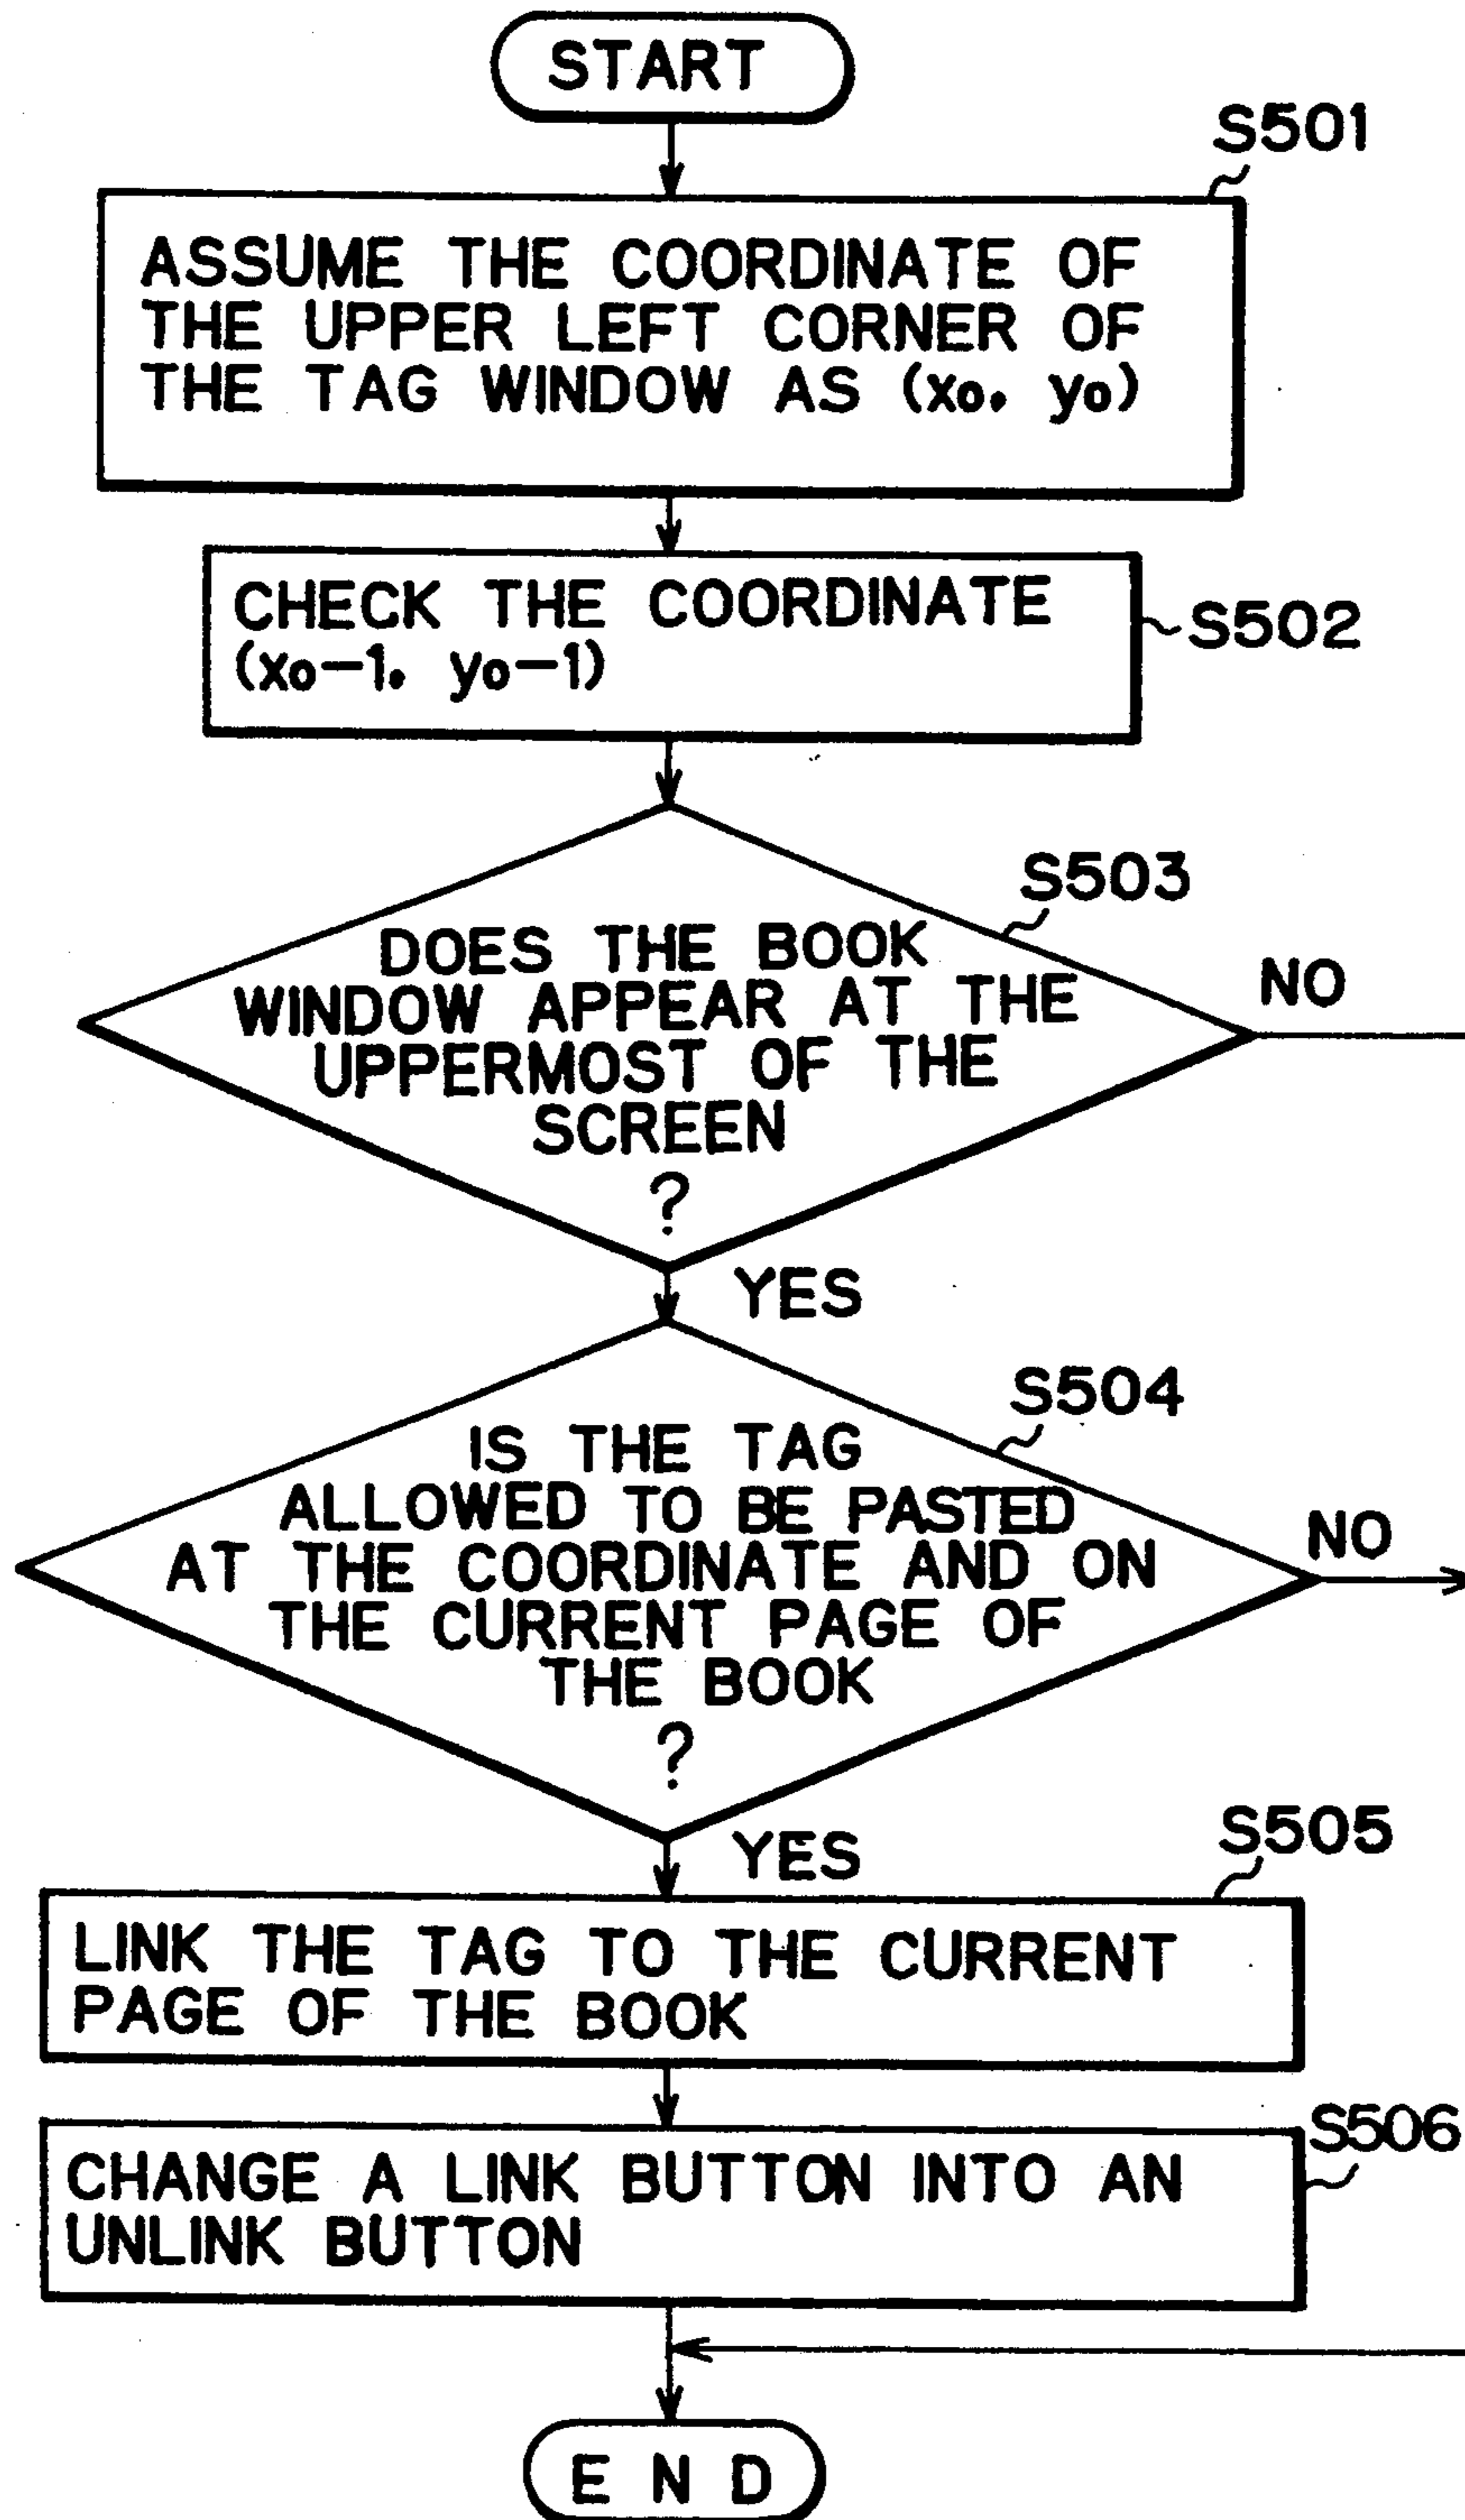 START
S501
ASSUME THE COORDINATE OF
THE UPPER LEFT CORNER OF
THE TAG WINDOW AS (x0, y0)
CHECK THE COORDINATE
(x0-1, y0-1)
S502
S503
DOES THE BOOK
WINDOW APPEAR AT THE
UPPERMOST OF THE
SCREEN
?
NO
YES
S504
IS THE TAG
ALLOWED TO BE PASTED
AT THE COORDINATE AND ON
THE CURRENT PAGE OF
THE BOOK
?
NO
YES
S505
LINK THE TAG TO THE CURRENT
PAGE OF THE BOOK
S506
CHANGE A LINK BUTTON INTO AN
UNLINK BUTTON
END